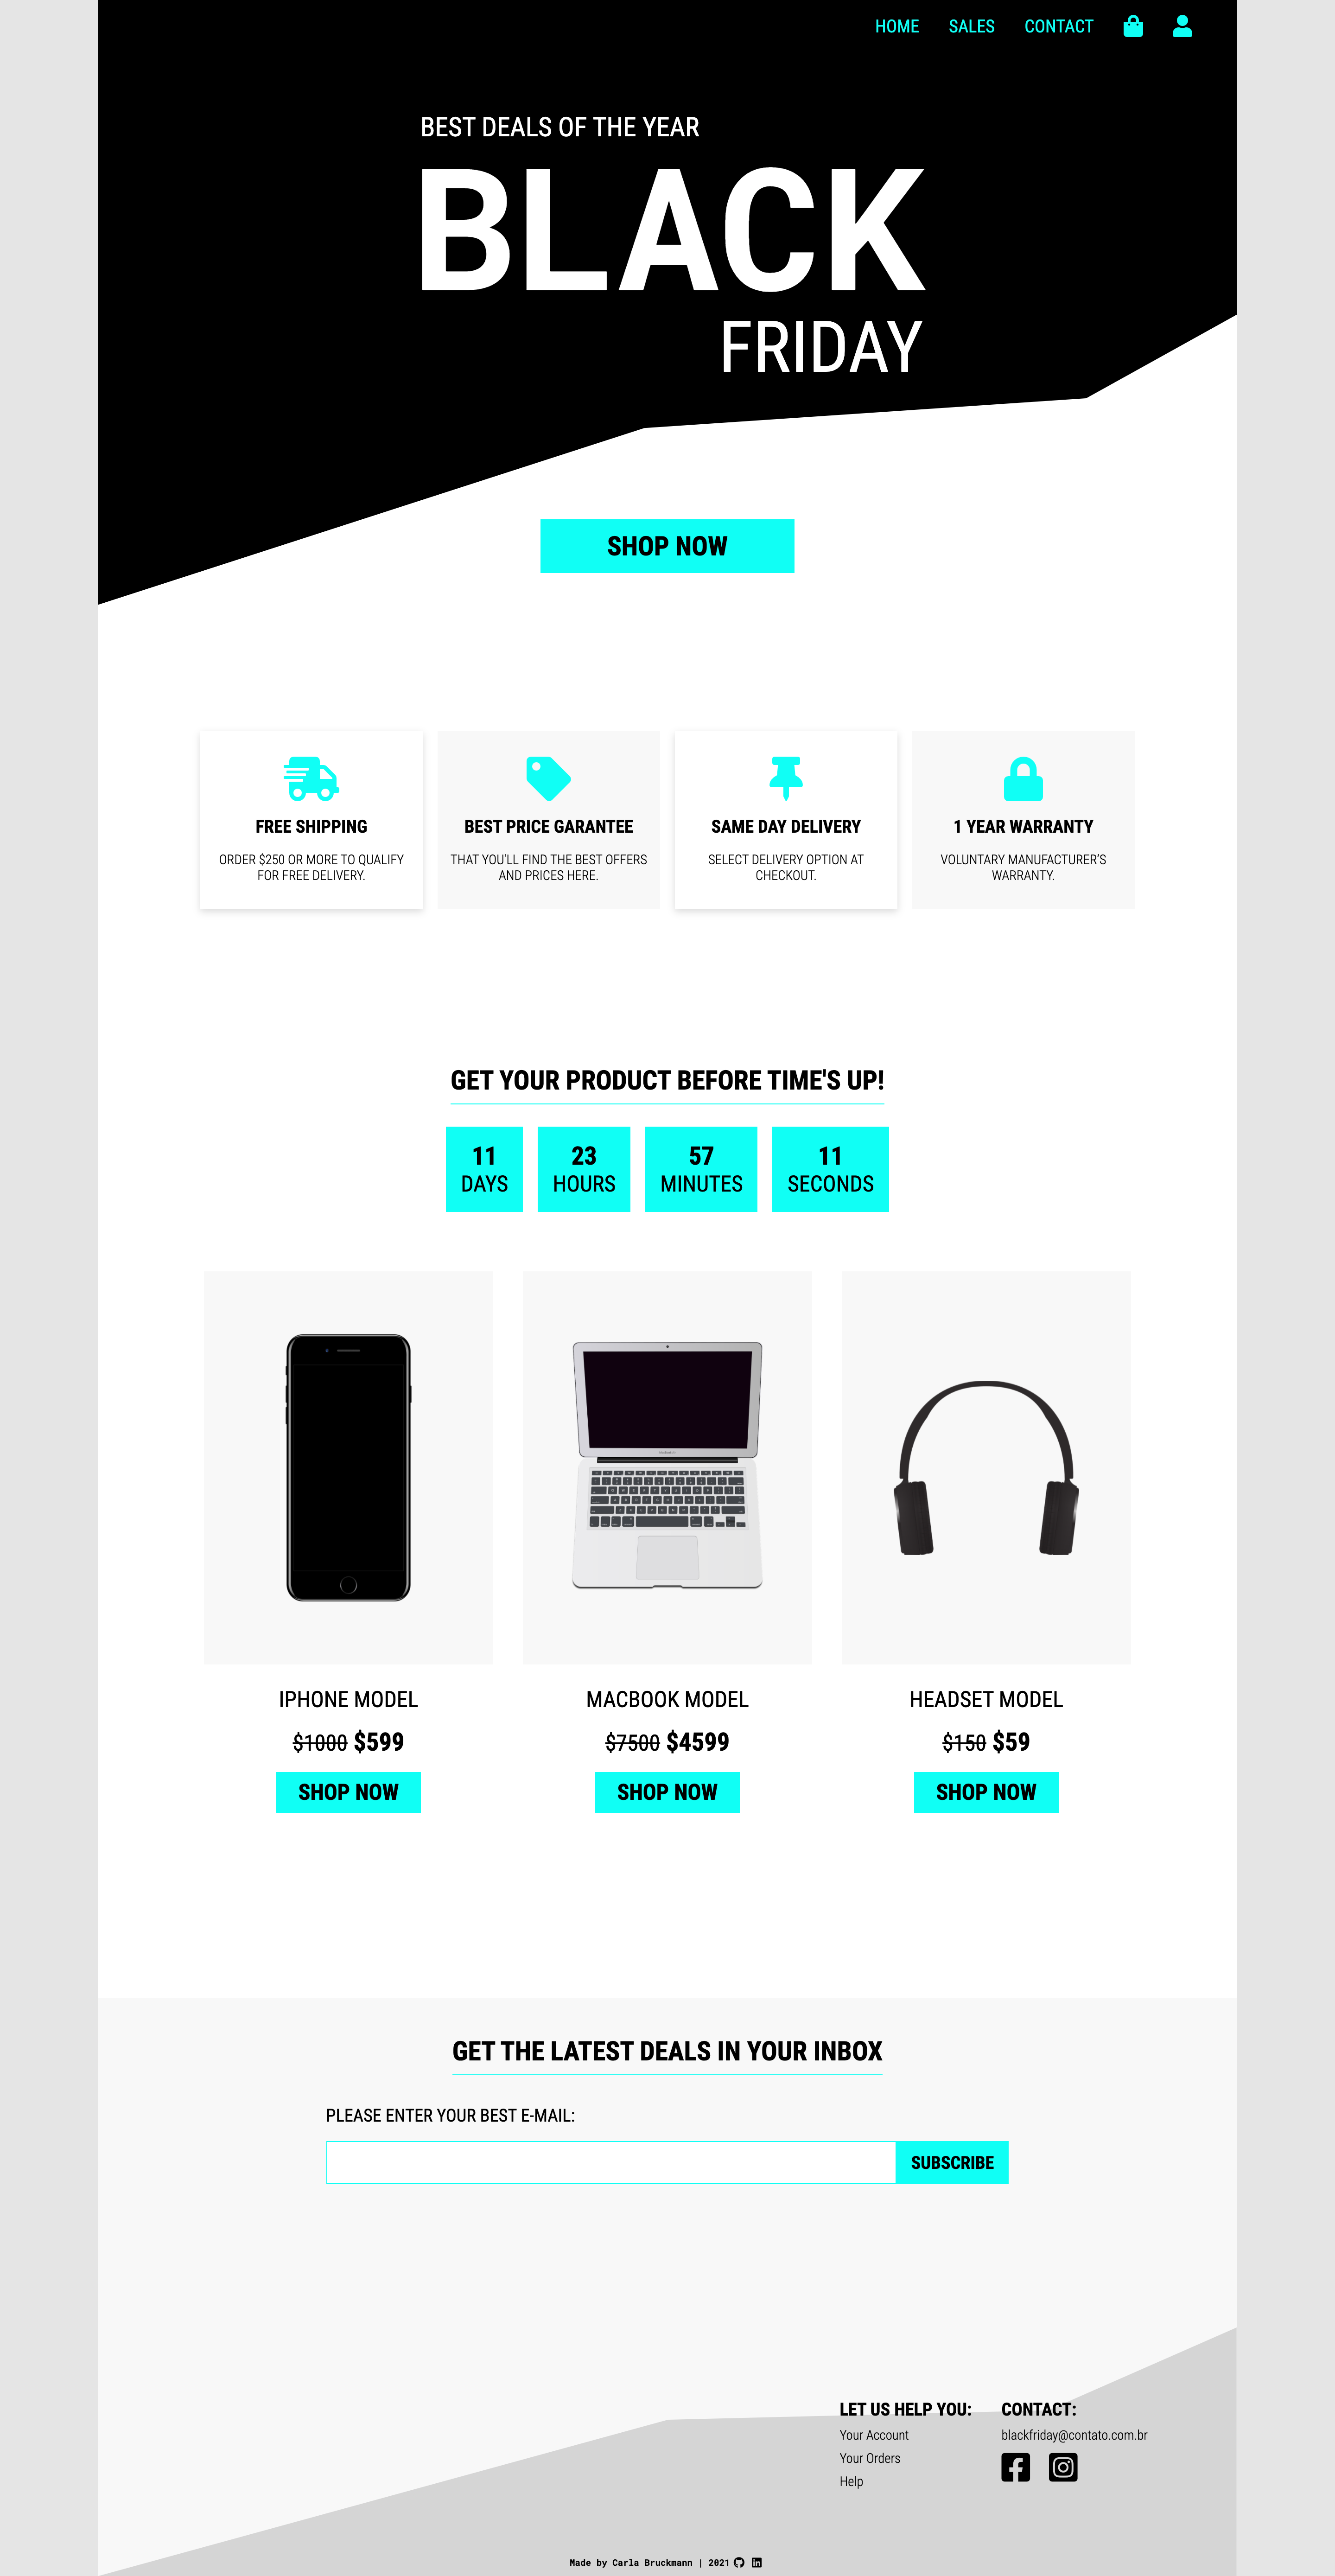 HOME SALES CONTACT
BEST DEALS OF THE YEAR
BLACK
FRIDAY
SHOP NOW
FREE SHIPPING
ORDER $250 OR MORE TO QUALIFY
FOR FREE DELIVERY.
BEST PRICE GARANTEE
THAT YOU'LL FIND THE BEST OFFERS
AND PRICES HERE.
SAME DAY DELIVERY
SELECT DELIVERY OPTION AT
CHECKOUT.
1 YEAR WARRANTY
VOLUNTARY MANUFACTURER'S
WARRANTY.
GET YOUR PRODUCT BEFORE TIME'S UP!
11
DAYS
23
HOURS
57
MINUTES
11
SECONDS
IPHONE MODEL
$1000 $599
SHOP NOW
MACBOOK MODEL
$7500 $4599
SHOP NOW
HEADSET MODEL
$150 $59
SHOP NOW
GET THE LATEST DEALS IN YOUR INBOX
PLEASE ENTER YOUR BEST E-MAIL:
SUBSCRIBE
LET US HELP YOU:
Your Account
Your Orders
Help
CONTACT:
blackfriday@contato.com.br
Made by Carla Bruckmann | 2021